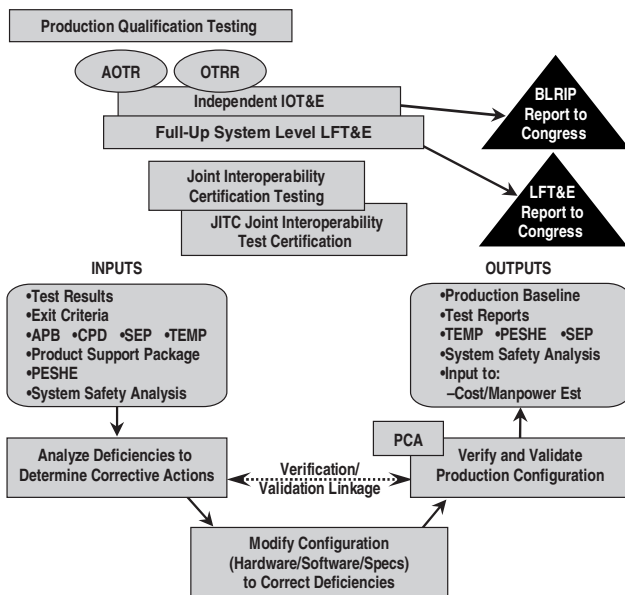 Production Qualification Testing
AOTR
OTRR
Independent IOT&E
Full-Up System Level LFT&E
BLRIP
Report to
Congress
Joint Interoperability
Certification Testing
JITC Joint Interoperability
Test Certification
LFT&E
Report to
Congress
INPUTS
•Test Results
•Exit Criteria
•APB •CPD •SEP •TEMP
•Product Support Package
•PESHE
•System Safety Analysis
OUTPUTS
•Production Baseline
•Test Reports
•TEMP •PESHE •SEP
•System Safety Analysis
•Input to:
–Cost/Manpower Est
Analyze Deficiencies to
Determine Corrective Actions
Verification/
Validation Linkage
PCA
Verify and Validate
Production Configuration
Modify Configuration
(Hardware/Software/Specs)
to Correct Deficiencies